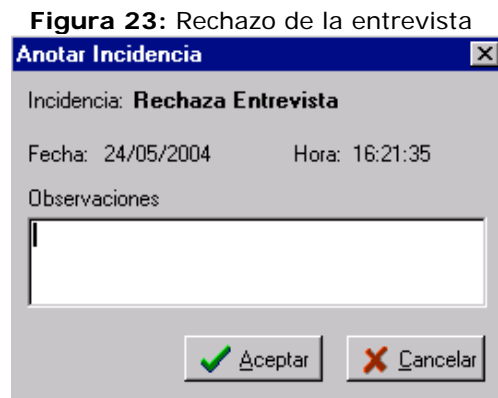 Figura 23: Rechazo de la entrevista
Anotar Incidencia
Incidencia: Rechaza Entrevista
Fecha: 24/05/2004 Hora: 16:21:35
Observaciones
Aceptar Cancelar